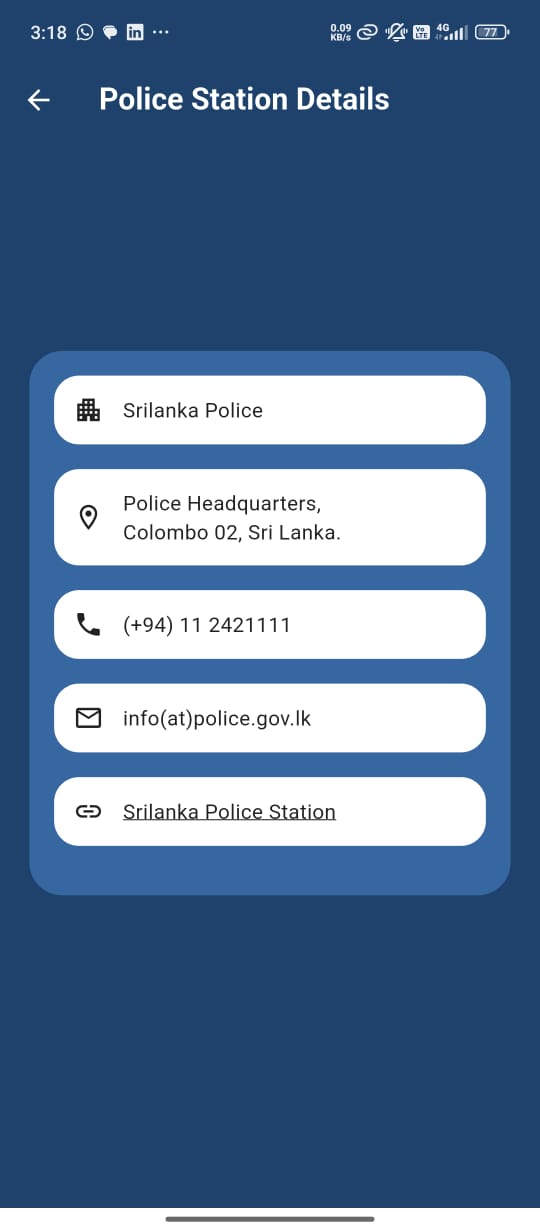 3:18
0.09
KB/s
Vo
LTE
4G
77
Police Station Details
Srilanka Police
Police Headquarters,
Colombo 02, Sri Lanka.
(+94) 11 2421111
info(at)police.gov.lk
Srilanka Police Station